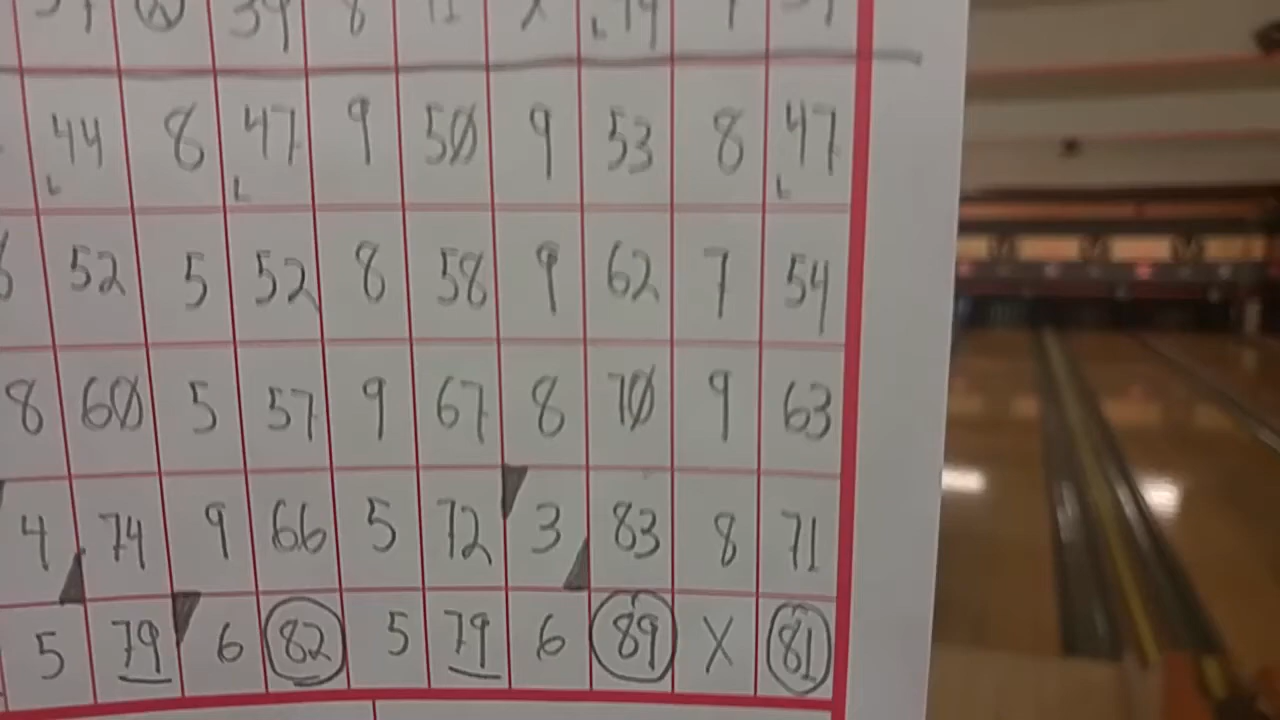 44 8 47 9 50 9 53 8 47
L L L
52 5 52 8 58 9 62 7 54
8 60 5 57 9 67 8 70 9 63
4 74 9 66 5 72 3 83 8 71
5 79 6 82 5 79 6 89 X 81